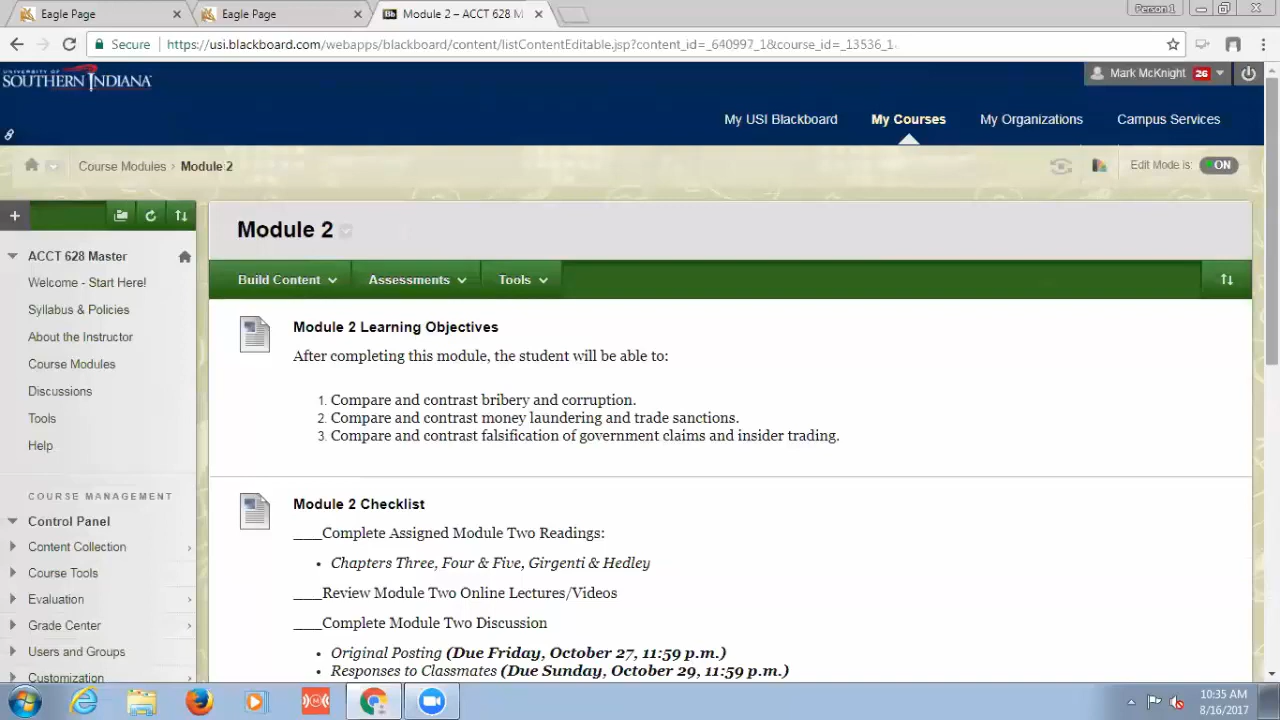 Eagle Page
Eagle Page
Module 2 – ACCT 628 M
Person 1
Secure
https://usi.blackboard.com/webapps/blackboard/content/listContentEditable.jsp?content_id=_640997_1&course_id=_13536_1
UNIVERSITY OF
SOUTHERN INDIANA
Mark McKnight 26
My USI Blackboard
My Courses
My Organizations
Campus Services
Course Modules
Module 2
Edit Mode is:
ON
ACCT 628 Master
Welcome - Start Here!
Syllabus & Policies
About the Instructor
Course Modules
Discussions
Tools
Help
COURSE MANAGEMENT
Control Panel
Content Collection
Course Tools
Evaluation
Grade Center
Users and Groups
Customization
Module 2
Build Content
Assessments
Tools
Module 2 Learning Objectives
After completing this module, the student will be able to:
1. Compare and contrast bribery and corruption.
2. Compare and contrast money laundering and trade sanctions.
3. Compare and contrast falsification of government claims and insider trading.
Module 2 Checklist
____Complete Assigned Module Two Readings:
• Chapters Three, Four & Five, Girgenti & Hedley
____Review Module Two Online Lectures/Videos
____Complete Module Two Discussion
• Original Posting (Due Friday, October 27, 11:59 p.m.)
• Responses to Classmates (Due Sunday, October 29, 11:59 p.m.)
10:35 AM
8/16/2017